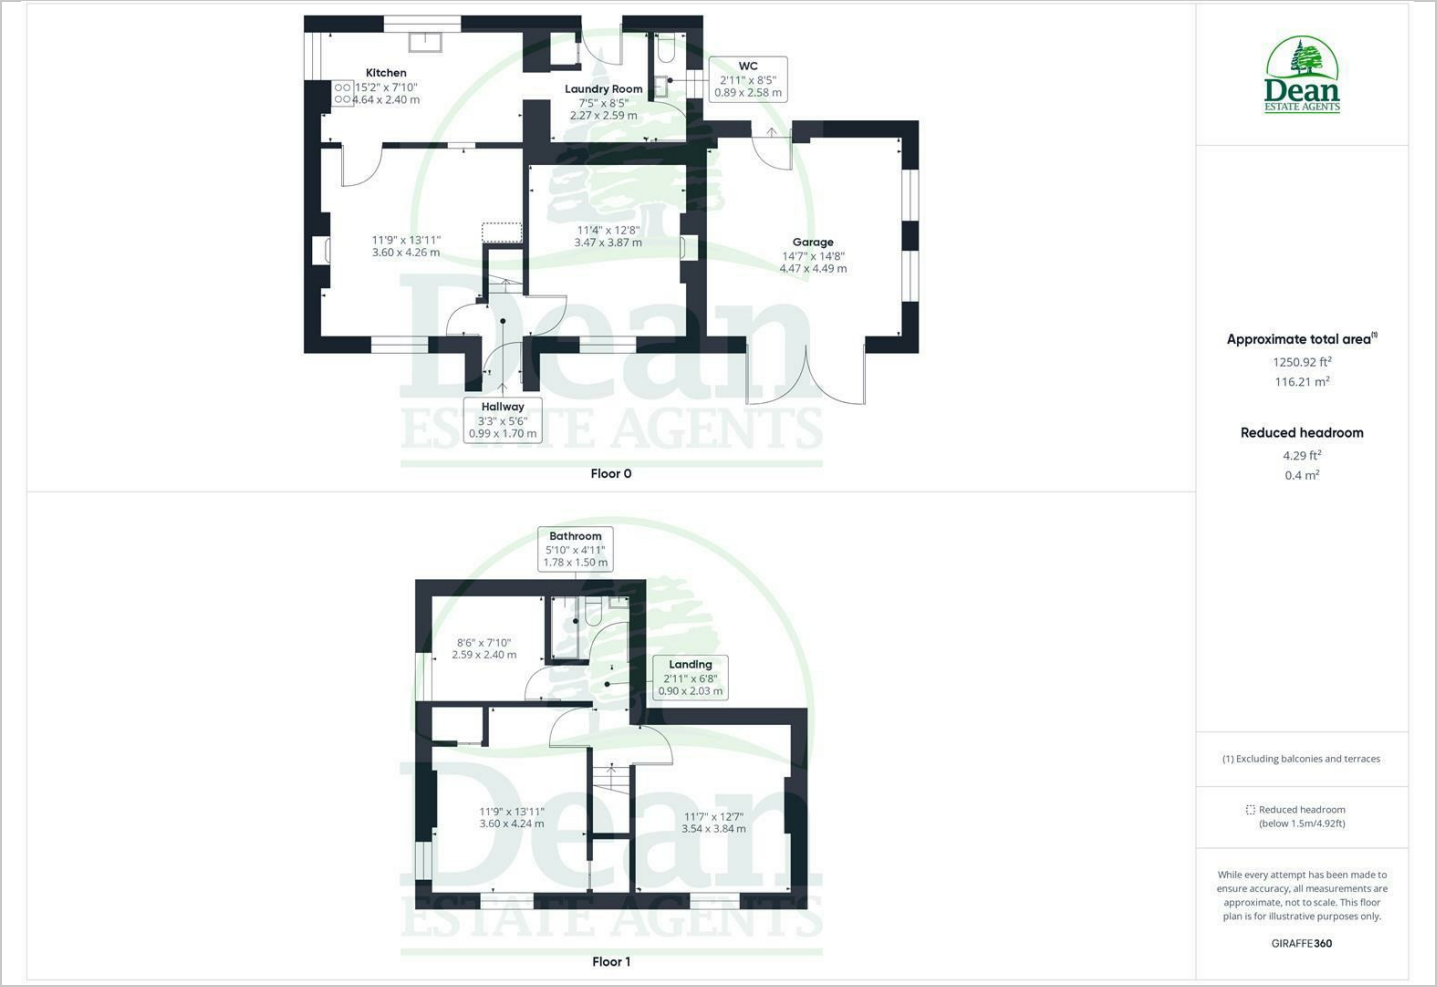 Kitchen
15'2" x 7'10"
4.64 x 2.40 m
Laundry Room
7'5" x 8'5"
2.27 x 2.59 m
WC
2'11" x 8'5"
0.89 x 2.58 m
11'9" x 13'11"
3.60 x 4.26 m
11'4" x 12'8"
3.47 x 3.87 m
Garage
14'7" x 14'8"
4.47 x 4.49 m
Hallway
3'3" x 5'6"
0.99 x 1.70 m
Dean
ESTATE AGENTS
Floor 0
Bathroom
5'10" x 4'11"
1.78 x 1.50 m
8'6" x 7'10"
2.59 x 2.40 m
Landing
2'11" x 6'8"
0.90 x 2.03 m
11'9" x 13'11"
3.60 x 4.24 m
11'7" x 12'7"
3.54 x 3.84 m
Dean
ESTATE AGENTS
Floor 1
Dean
ESTATE AGENTS
Approximate total area(1)
1250.92 ft²
116.21 m²
Reduced headroom
4.29 ft²
0.4 m²
(1) Excluding balconies and terraces
Reduced headroom
(below 1.5m/4.92ft)
While every attempt has been made to
ensure accuracy, all measurements are
approximate, not to scale. This floor
plan is for illustrative purposes only.
GIRAFFE360